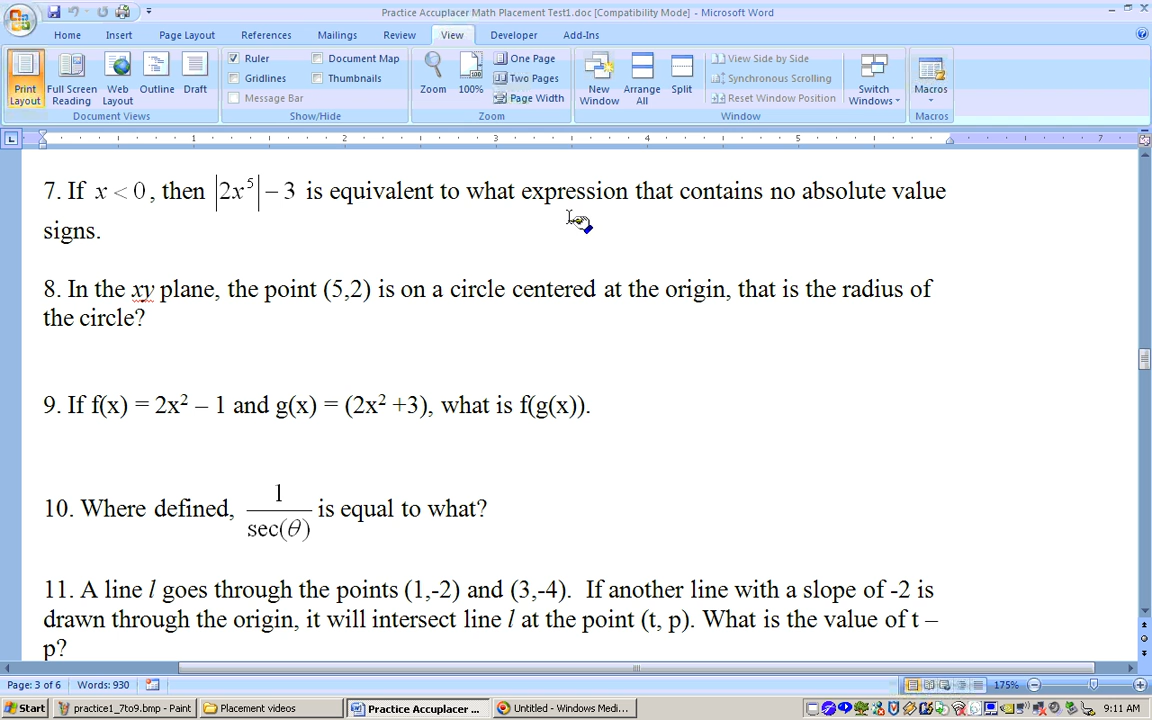 Practice Accuplacer Math Placement Test1.doc [Compatibility Mode] - Microsoft Word
Home Insert Page Layout References Mailings Review View Developer Add-Ins
Print Layout
Full Screen Reading
Web Layout
Outline
Draft
Document Views
Ruler
Gridlines
Message Bar
Document Map
Thumbnails
Show/Hide
Zoom
100%
One Page
Two Pages
Page Width
Zoom
New Window
Arrange All
Split
View Side by Side
Synchronous Scrolling
Reset Window Position
Switch Windows
Window
Macros
Macros
1 2 3 4 5 6 7
7. If x < 0, then |2x⁵| − 3 is equivalent to what expression that contains no absolute value
signs.
8. In the xy plane, the point (5,2) is on a circle centered at the origin, that is the radius of
the circle?
9. If f(x) = 2x² – 1 and g(x) = (2x² +3), what is f(g(x)).
10. Where defined, 1/sec(θ) is equal to what?
11. A line l goes through the points (1,-2) and (3,-4). If another line with a slope of -2 is
drawn through the origin, it will intersect line l at the point (t, p). What is the value of t –
p?
Page: 3 of 6 Words: 930 175%
Start practice1_7to9.bmp - Paint Placement videos Practice Accuplacer ... Untitled - Windows Medi... 9:11 AM